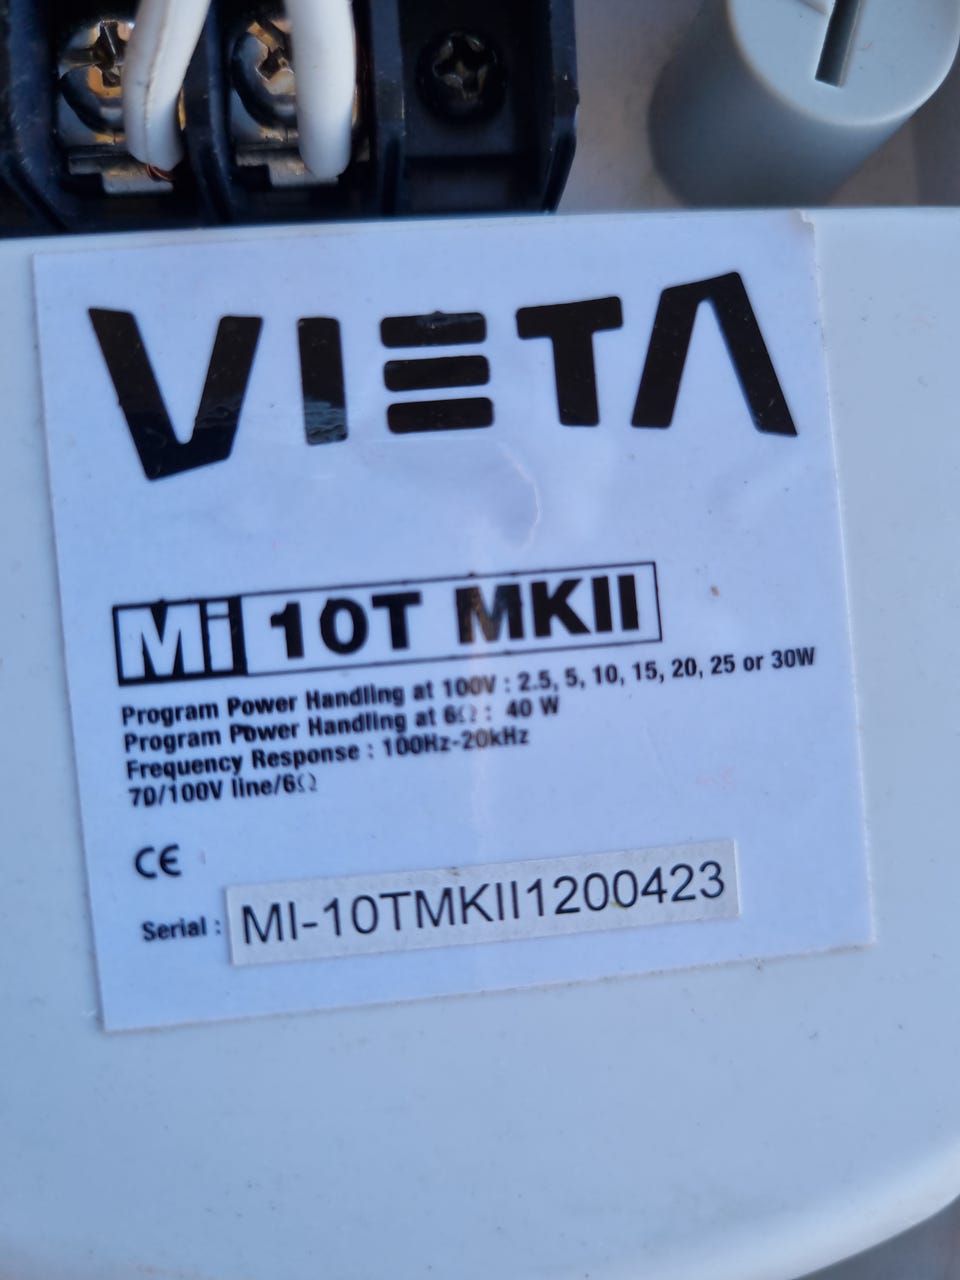 VIETA
Mi 10T MKII
Program Power Handling at 100V : 2.5, 5, 10, 15, 20, 25 or 30W
Program Power Handling at 6Ω : 40 W
Frequency Response : 100Hz-20kHz
70/100V line/6Ω
CE
Serial : MI-10TMKII1200423